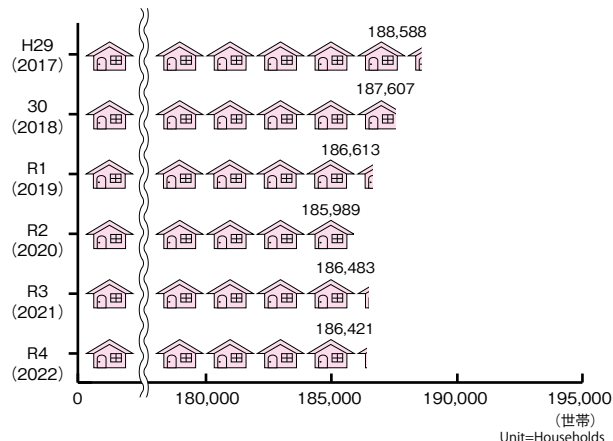 H29
(2017)
188,588
30
(2018)
187,607
R1
(2019)
186,613
R2
(2020)
185,989
R3
(2021)
186,483
R4
(2022)
186,421
0
180,000
185,000
190,000
195,000
(世帯)
Unit=Households